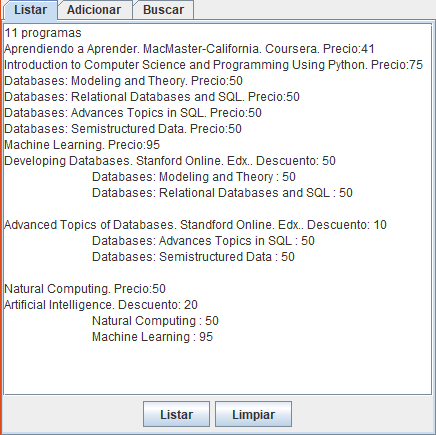 Listar Adicionar Buscar
11 programas
Aprendiendo a Aprender. MacMaster-California. Coursera. Precio:41
Introduction to Computer Science and Programming Using Python. Precio:75
Databases: Modeling and Theory. Precio:50
Databases: Relational Databases and SQL. Precio:50
Databases: Advances Topics in SQL. Precio:50
Databases: Semistructured Data. Precio:50
Machine Learning. Precio:95
Developing Databases. Stanford Online. Edx.. Descuento: 50
Databases: Modeling and Theory : 50
Databases: Relational Databases and SQL : 50
Advanced Topics of Databases. Standford Online. Edx.. Descuento: 10
Databases: Advances Topics in SQL : 50
Databases: Semistructured Data : 50
Natural Computing. Precio:50
Artificial Intelligence. Descuento: 20
Natural Computing : 50
Machine Learning : 95
Listar Limpiar